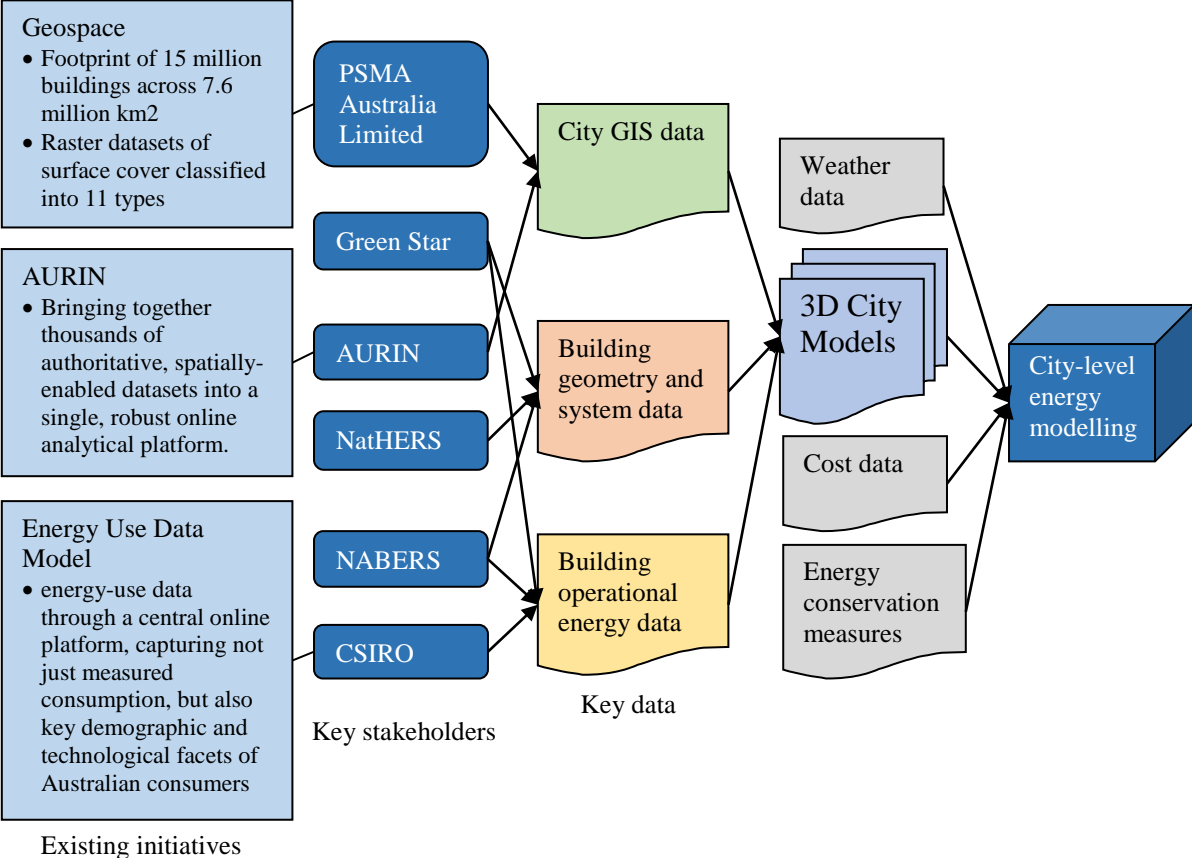 Geospace
• Footprint of 15 million
buildings across 7.6
million km2
• Raster datasets of
surface cover classified
into 11 types
AURIN
• Bringing together
thousands of
authoritative, spatially-
enabled datasets into a
single, robust online
analytical platform.
Energy Use Data
Model
• energy-use data
through a central online
platform, capturing not
just measured
consumption, but also
key demographic and
technological facets of
Australian consumers
Existing initiatives
PSMA
Australia
Limited
Green Star
AURIN
NatHERS
NABERS
CSIRO
Key stakeholders
City GIS data
Building
geometry and
system data
Building
operational
energy data
Key data
Weather
data
3D City
Models
Cost data
Energy
conservation
measures
City-level
energy
modelling